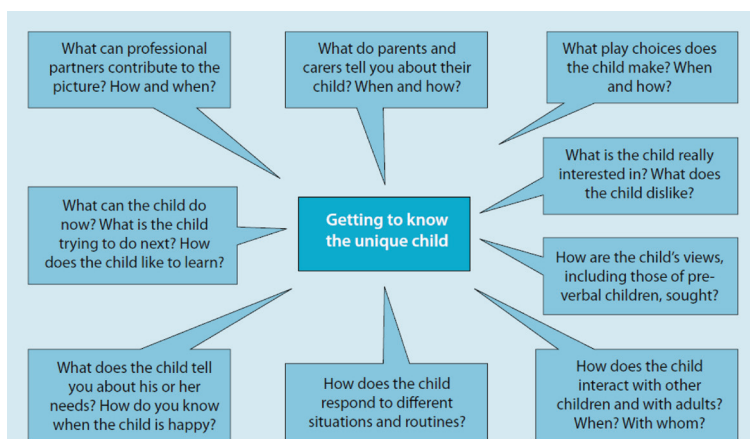 What can professional
partners contribute to the
picture? How and when?
What do parents and
carers tell you about their
child? When and how?
What play choices does
the child make? When
and how?
What is the child really
interested in? What does
the child dislike?
What can the child do
now? What is the child
trying to do next? How
does the child like to learn?
Getting to know
the unique child
How are the child's views,
including those of pre-
verbal children, sought?
What does the child tell
you about his or her
needs? How do you know
when the child is happy?
How does the child
respond to different
situations and routines?
How does the child
interact with other
children and with adults?
When? With whom?